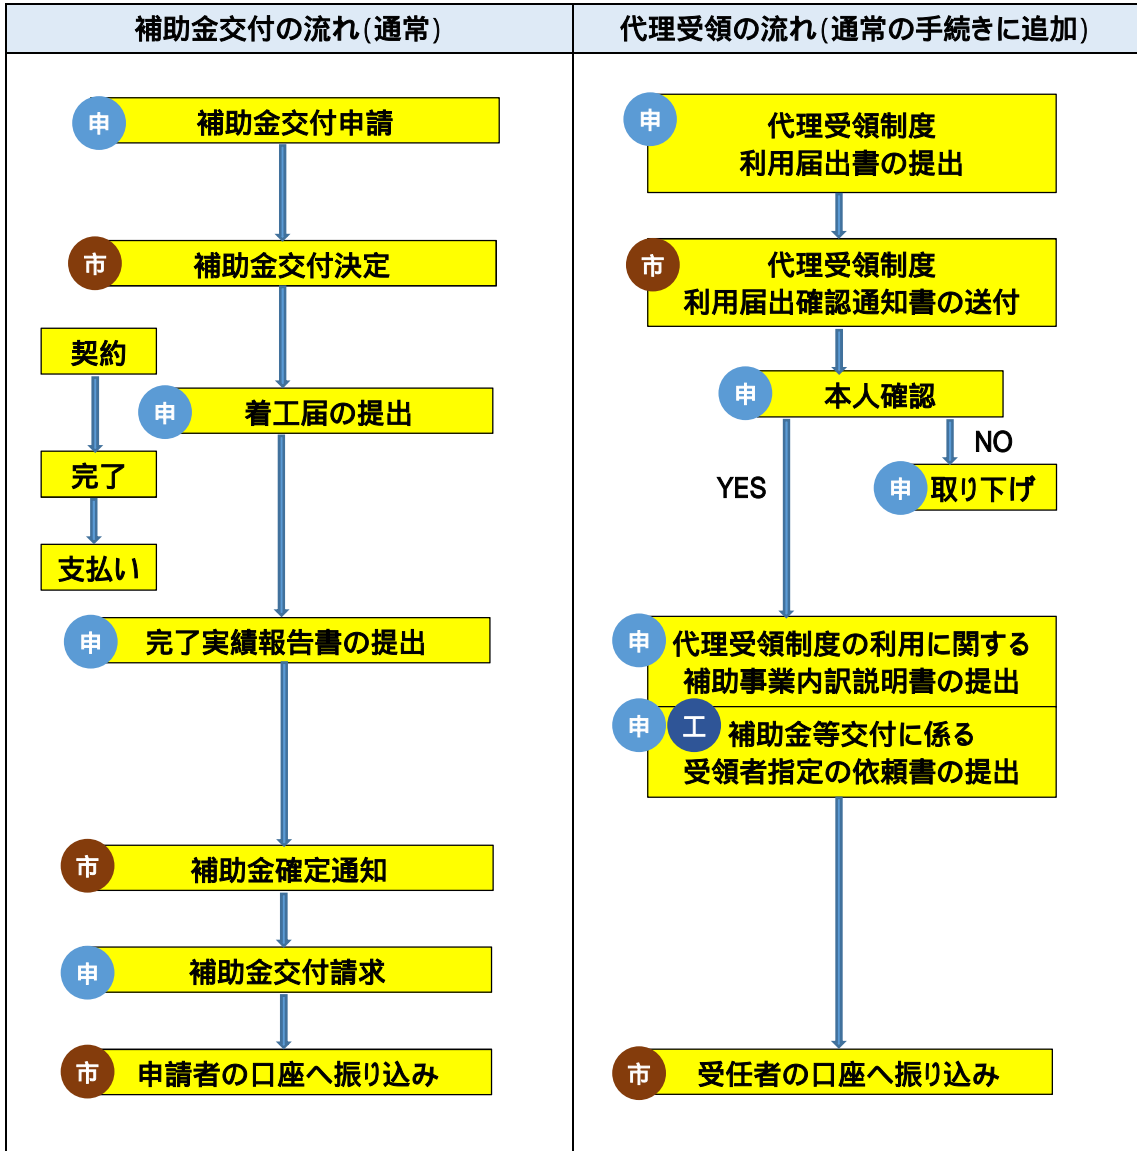 補助金交付の流れ(通常)
申
補助金交付申請
市
補助金交付決定
契約
申
着工届の提出
完了
支払い
申
完了実績報告書の提出
市
補助金確定通知
申
補助金交付請求
市
申請者の口座へ振り込み
代理受領の流れ(通常の手続きに追加)
申
代理受領制度
利用届出書の提出
市
代理受領制度
利用届出確認通知書の送付
申
本人確認
NO
YES
申
取り下げ
申
代理受領制度の利用に関する
補助事業内訳説明書の提出
申
工
補助金等交付に係る
受領者指定の依頼書の提出
市
受任者の口座へ振り込み